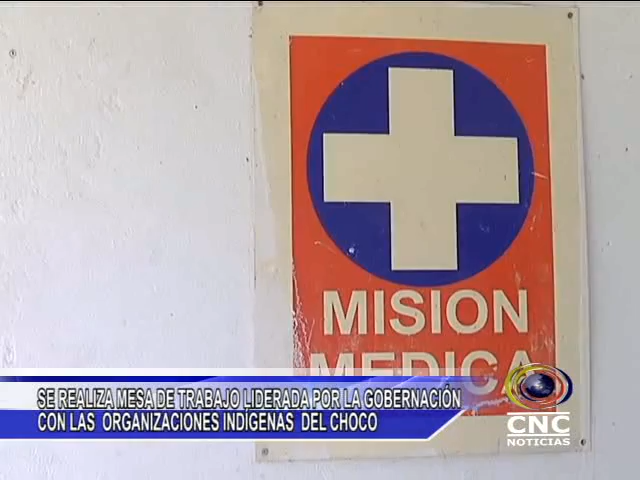 MISION
MEDICA
SE REALIZA MESA DE TRABAJO LIDERADA POR LA GOBERNACIÓN
CON LAS ORGANIZACIONES INDÍGENAS DEL CHOCO
CNC
NOTICIAS